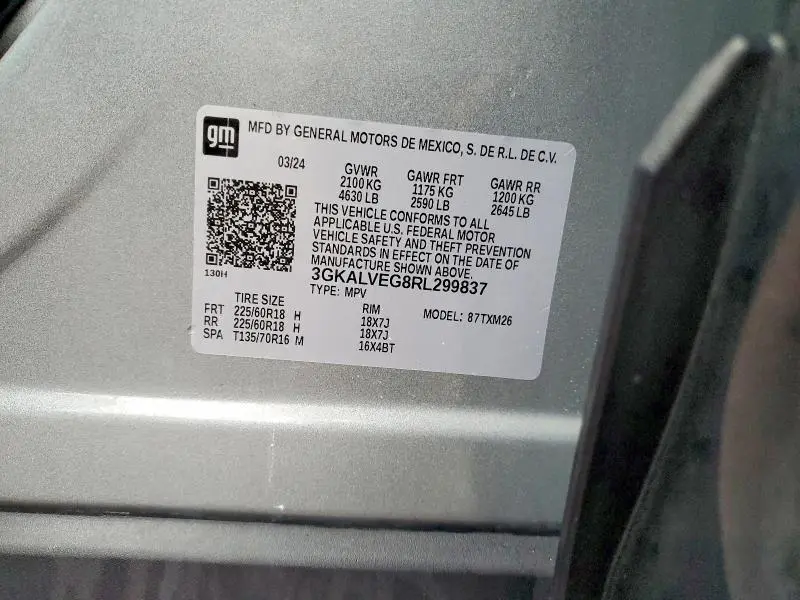 gm
MFD BY GENERAL MOTORS DE MEXICO, S. DE R.L. DE C.V.
03/24
GVWR GAWR FRT GAWR RR
2100 KG 1175 KG 1200 KG
4630 LB 2590 LB 2645 LB
THIS VEHICLE CONFORMS TO ALL
APPLICABLE U.S. FEDERAL MOTOR
VEHICLE SAFETY AND THEFT PREVENTION
STANDARDS IN EFFECT ON THE DATE OF
MANUFACTURE SHOWN ABOVE.
130H
3GKALVEG8RL299837
TYPE: MPV
TIRE SIZE RIM MODEL: 87TXM26
FRT 225/60R18 H 18X7J
RR 225/60R18 H 18X7J
SPA T135/70R16 M 16X4BT